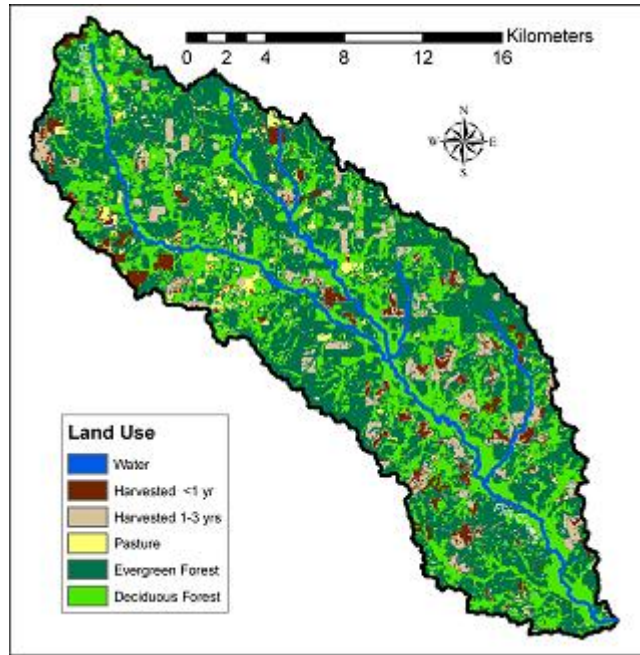 Kilometers
0 2 4 8 12 16
N
W E
S
Land Use
Water
Harvested <1 yr
Harvested 1-3 yrs
Pasture
Evergreen Forest
Deciduous Forest